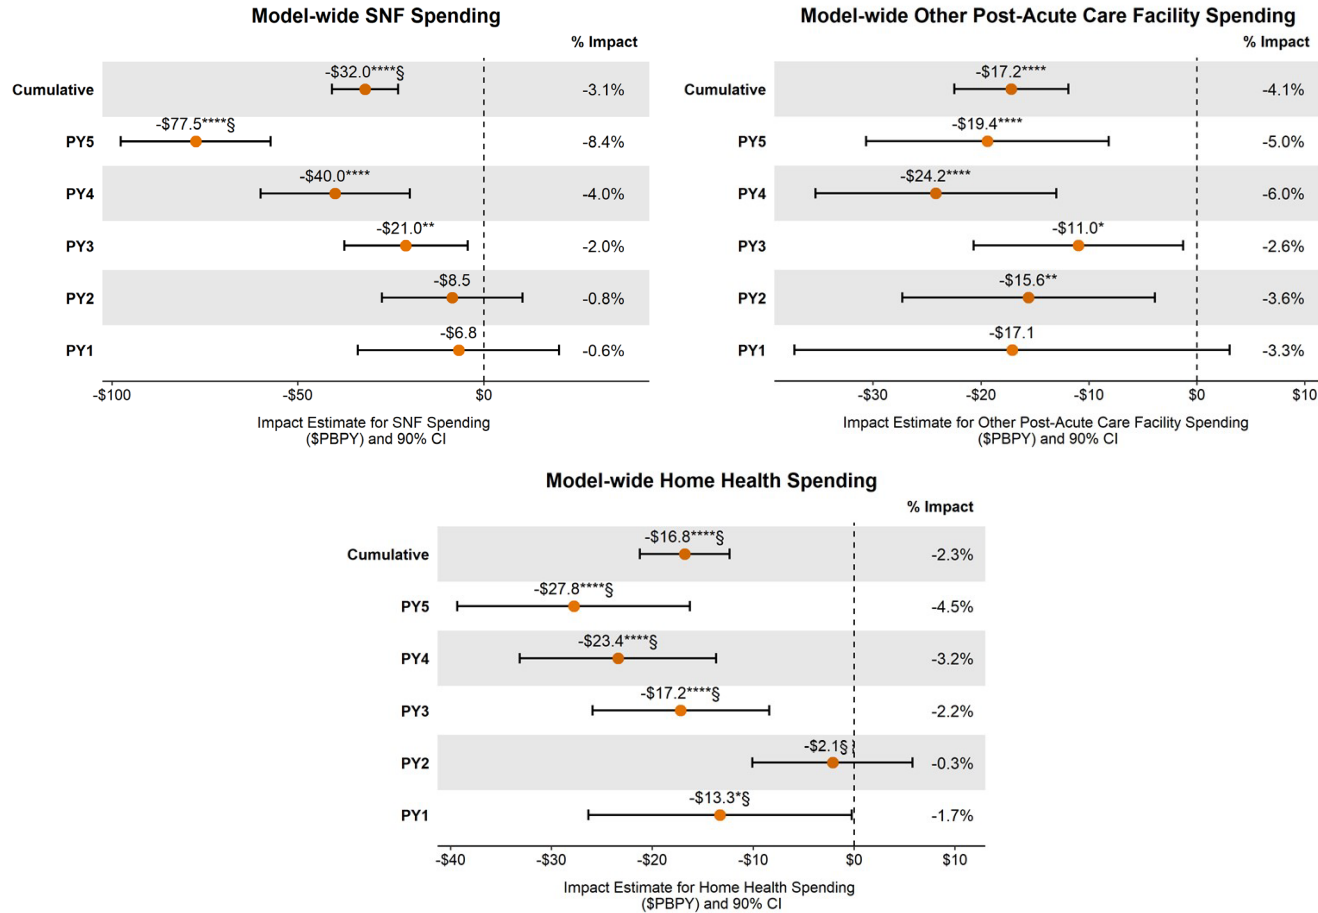 Model-wide SNF Spending
% Impact
Cumulative -$32.0****§ -3.1%
PY5 -$77.5****§ -8.4%
PY4 -$40.0**** -4.0%
PY3 -$21.0** -2.0%
PY2 -$8.5 -0.8%
PY1 -$6.8 -0.6%
-$100 -$50 $0
Impact Estimate for SNF Spending
($PBPY) and 90% CI
Model-wide Other Post-Acute Care Facility Spending
% Impact
Cumulative -$17.2**** -4.1%
PY5 -$19.4**** -5.0%
PY4 -$24.2**** -6.0%
PY3 -$11.0* -2.6%
PY2 -$15.6** -3.6%
PY1 -$17.1 -3.3%
-$30 -$20 -$10 $0 $10
Impact Estimate for Other Post-Acute Care Facility Spending
($PBPY) and 90% CI
Model-wide Home Health Spending
% Impact
Cumulative -$16.8****§ -2.3%
PY5 -$27.8****§ -4.5%
PY4 -$23.4****§ -3.2%
PY3 -$17.2****§ -2.2%
PY2 -$2.1§ -0.3%
PY1 -$13.3*§ -1.7%
-$40 -$30 -$20 -$10 $0 $10
Impact Estimate for Home Health Spending
($PBPY) and 90% CI